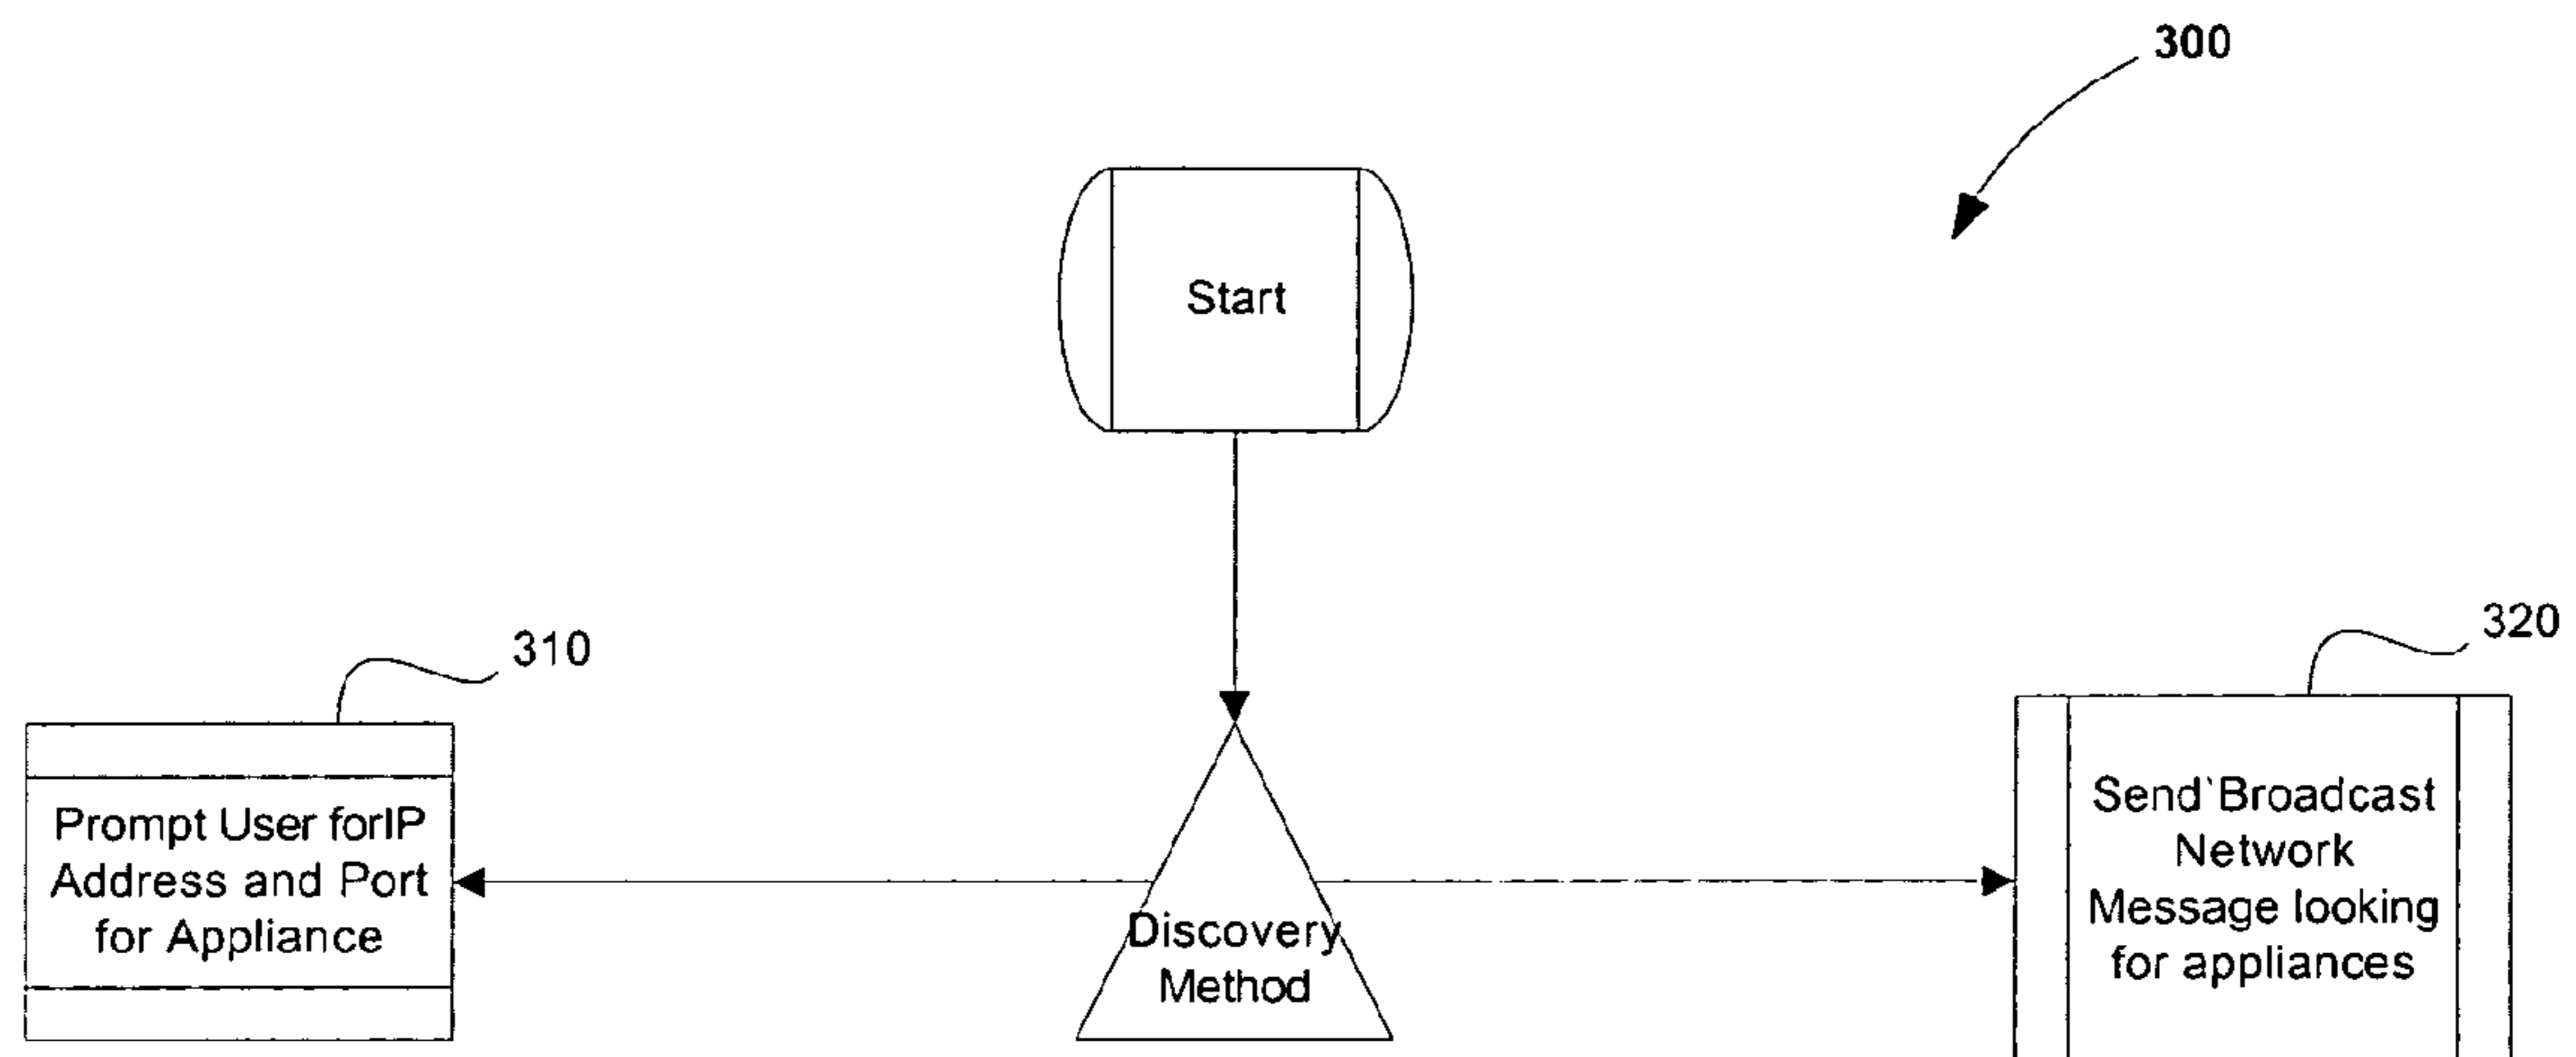 300
Start
310
320
Prompt User forIP
Address and Port
for Appliance
Discovery
Method
Send Broadcast
Network
Message looking
for appliances